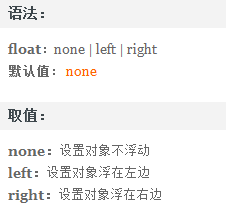 语法：
float：none | left | right
默认值：none
取值：
none：设置对象不浮动
left：设置对象浮在左边
right：设置对象浮在右边